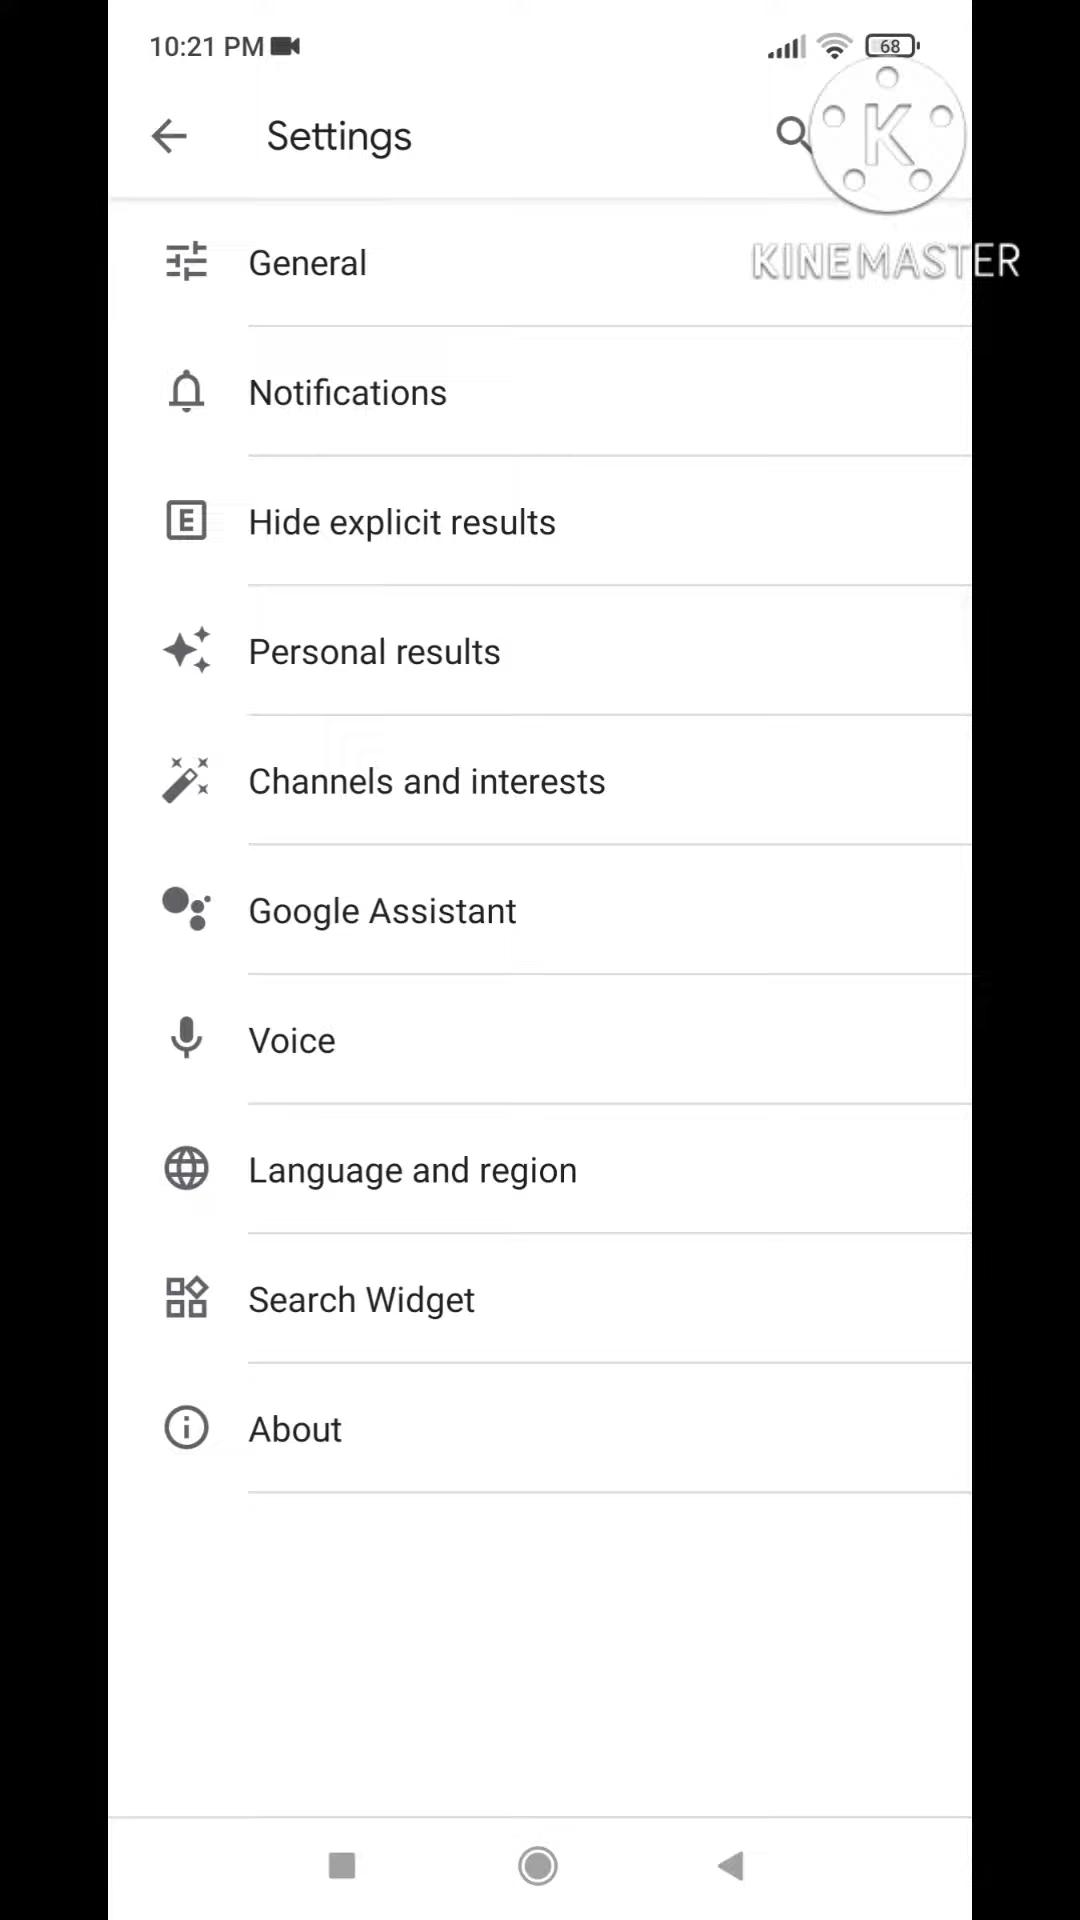 10:21 PM
68
Settings
K
KINEMASTER
General
Notifications
E
Hide explicit results
Personal results
Channels and interests
Google Assistant
Voice
Language and region
Search Widget
About